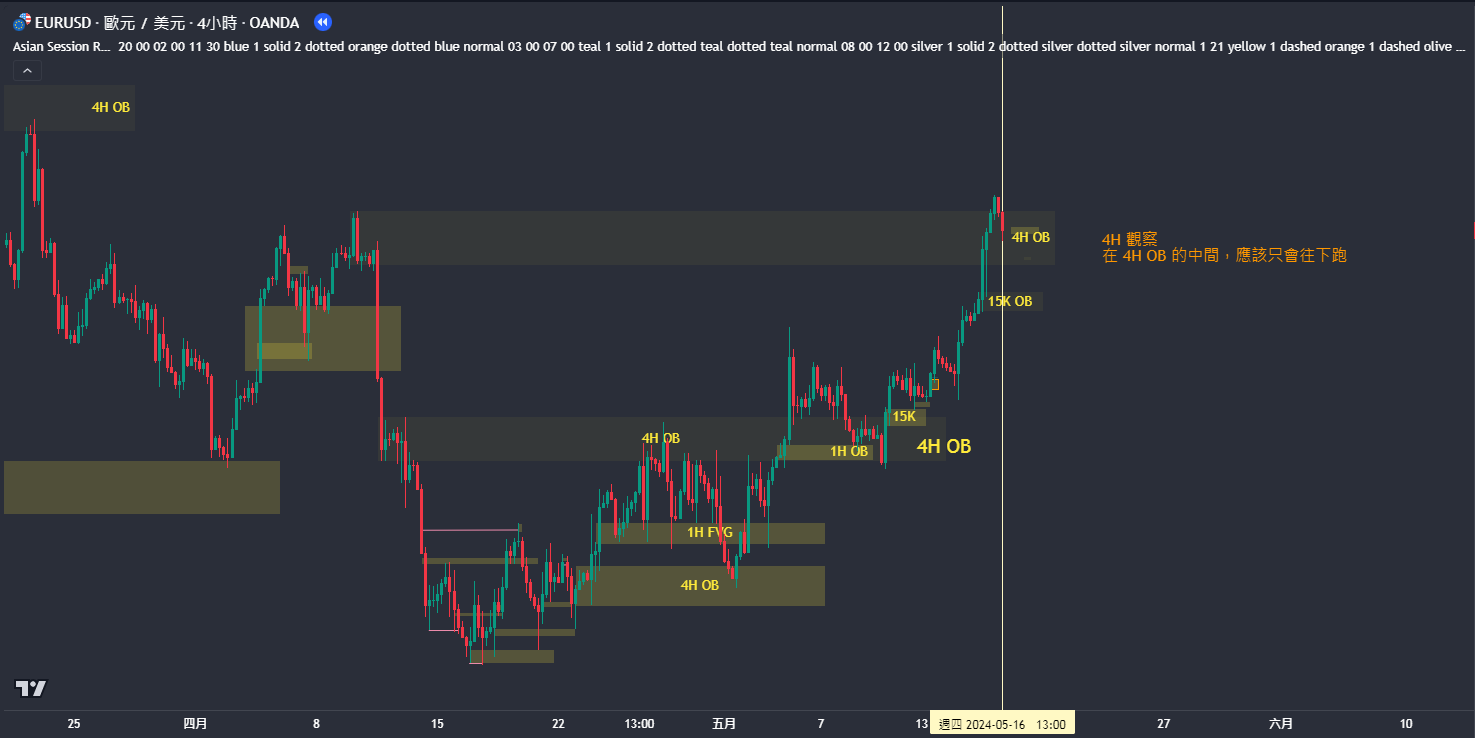 EURUSD · 歐元 / 美元 · 4小時 · OANDA
Asian Session R... 20 00 02 00 11 30 blue 1 solid 2 dotted orange dotted blue normal 03 00 07 00 teal 1 solid 2 dotted teal dotted teal normal 08 00 12 00 silver 1 solid 2 dotted silver dotted silver normal 1 21 yellow 1 dashed orange 1 dashed olive ...
4H OB
4H OB
4H 觀察
在 4H OB 的中間，應該只會往下跑
15K OB
15K
4H OB
4H OB
1H OB
1H FVG
4H OB
25 四月 8 15 22 13:00 五月 7 13 週四 2024-05-16 13:00 27 六月 10